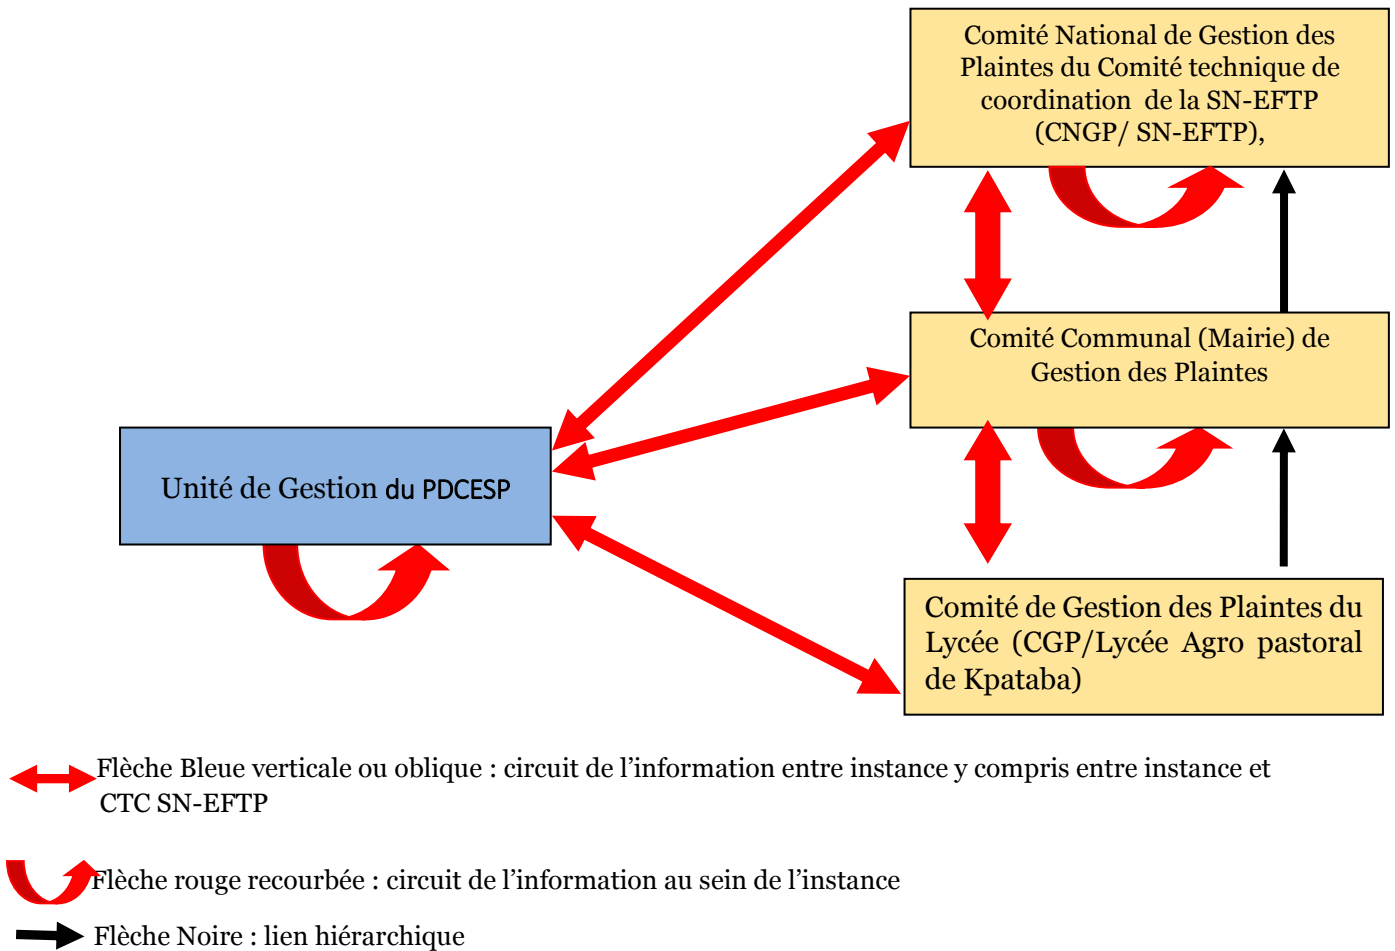 Comité National de Gestion des
Plaintes du Comité technique de
coordination de la SN-EFTP
(CNGP/ SN-EFTP),
Comité Communal (Mairie) de
Gestion des Plaintes
Unité de Gestion du PDCESP
Comité de Gestion des Plaintes du
Lycée (CGP/Lycée Agro pastoral
de Kpataba)
Flèche Bleue verticale ou oblique : circuit de l’information entre instance y compris entre instance et
CTC SN-EFTP
Flèche rouge recourbée : circuit de l’information au sein de l’instance
Flèche Noire : lien hiérarchique